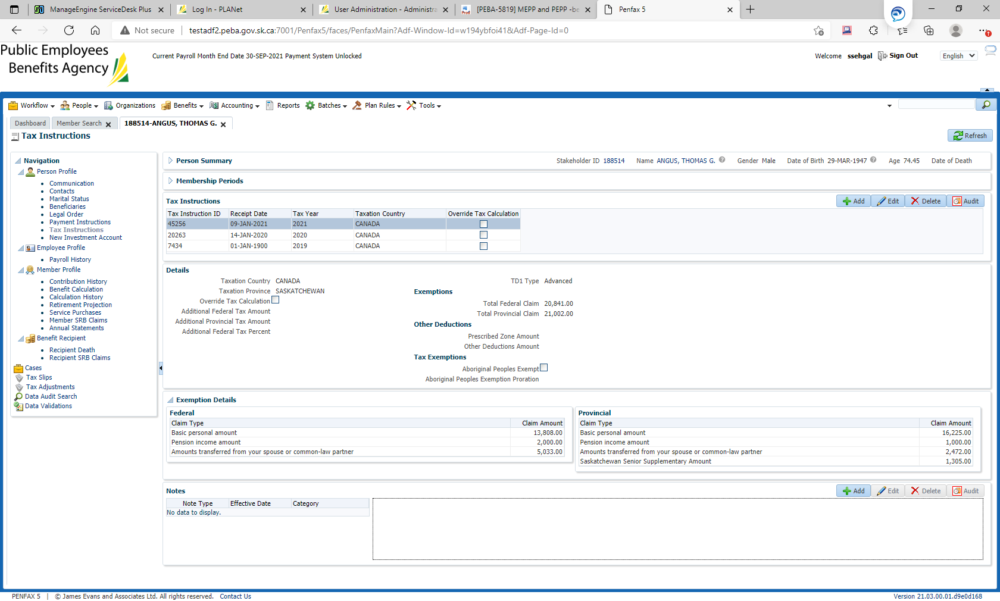 ManageEngine ServiceDesk Plus
Log In - PLANet
User Administration - Administra
[PEBA-5819] MEPP and PEPP -be
Penfax 5
Not secure
testadf2.peba.gov.sk.ca:7001/Penfax5/faces/PenfaxMain?Adf-Window-Id=w194ybfoi41&Adf-Page-Id=0
Public Employees
Benefits Agency
Current Payroll Month End Date 30-SEP-2021 Payment System Unlocked
Welcome ssehgal Sign Out English
Workflow People Organizations Benefits Accounting Reports Batches Plan Rules Tools
Dashboard Member Search 188514-ANGUS, THOMAS G.
Tax Instructions
Refresh
Navigation
Person Profile
Communication
Contacts
Marital Status
Beneficiaries
Legal Order
Payment Instructions
Tax Instructions
New Investment Account
Employee Profile
Payroll History
Member Profile
Contribution History
Benefit Calculation
Calculation History
Retirement Projection
Service Purchases
Member SRB Claims
Annual Statements
Benefit Recipient
Recipient Death
Recipient SRB Claims
Cases
Tax Slips
Tax Adjustments
Data Audit Search
Data Validations
Person Summary
Stakeholder ID 188514 Name ANGUS, THOMAS G. Gender Male Date of Birth 29-MAR-1947 Age 74.45 Date of Death
Membership Periods
Tax Instructions
Add Edit Delete Audit
Tax Instruction ID Receipt Date Tax Year Taxation Country Override Tax Calculation
45256 09-JAN-2021 2021 CANADA
20263 14-JAN-2020 2020 CANADA
7434 01-JAN-1900 2019 CANADA
Details
Taxation Country CANADA
Taxation Province SASKATCHEWAN
Override Tax Calculation
Additional Federal Tax Amount
Additional Provincial Tax Amount
Additional Federal Tax Percent
TD1 Type Advanced
Exemptions
Total Federal Claim 20,841.00
Total Provincial Claim 21,002.00
Other Deductions
Prescribed Zone Amount
Other Deductions Amount
Tax Exemptions
Aboriginal Peoples Exempt
Aboriginal Peoples Exemption Proration
Exemption Details
Federal
Claim Type Claim Amount
Basic personal amount 13,808.00
Pension income amount 2,000.00
Amounts transferred from your spouse or common-law partner 5,033.00
Provincial
Claim Type Claim Amount
Basic personal amount 16,225.00
Pension income amount 1,000.00
Amounts transferred from your spouse or common-law partner 2,472.00
Saskatchewan Senior Supplementary Amount 1,305.00
Notes
Add Edit Delete Audit
Note Type Effective Date Category
No data to display.
PENFAX 5 | © James Evans and Associates Ltd. All rights reserved. Contact Us
Version 21.03.00.01.d9e0d168